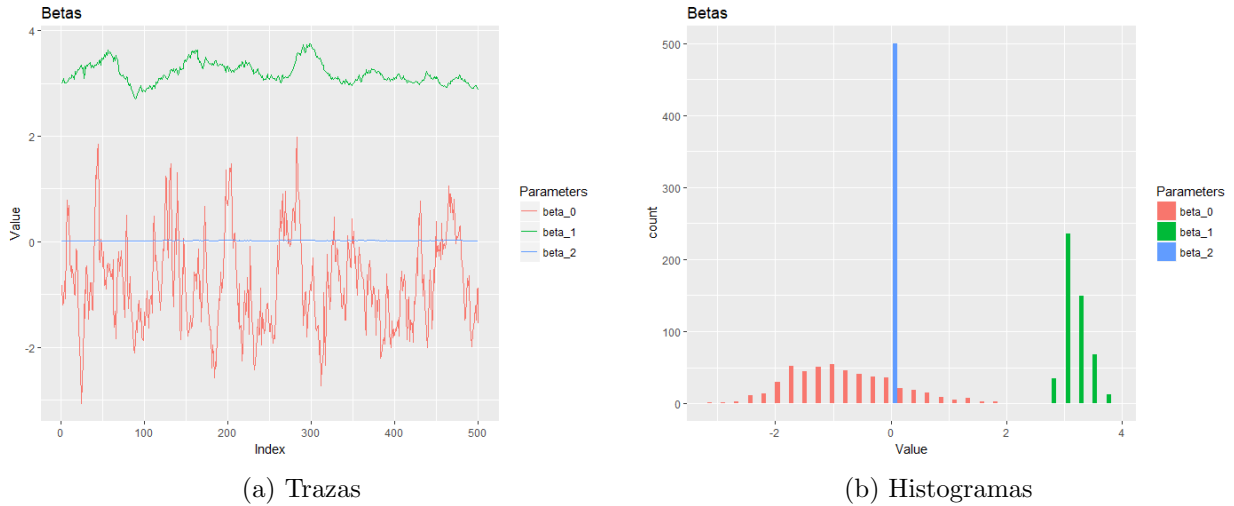 Betas
4
2
0
-2
Value
0
100
200
300
400
500
Index
Parameters
beta_0
beta_1
beta_2
(a) Trazas
Betas
500
400
300
200
100
0
count
-2
0
2
4
Value
Parameters
beta_0
beta_1
beta_2
(b) Histogramas